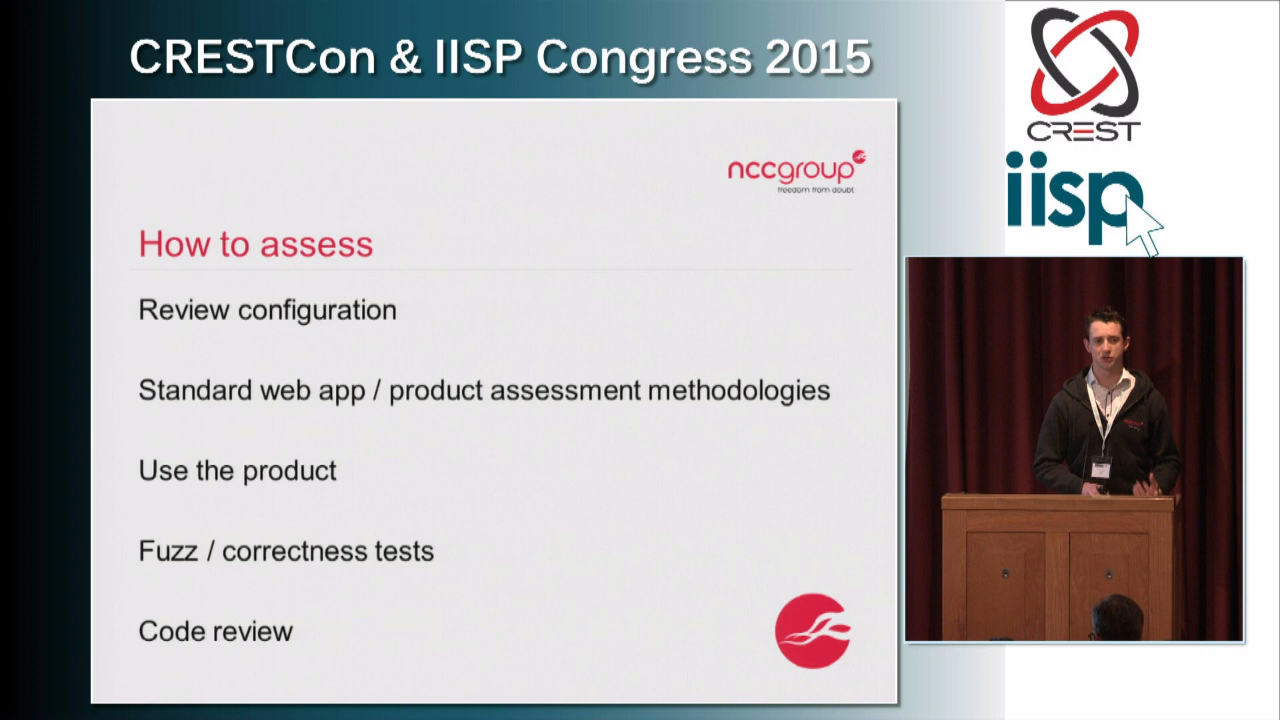 CRESTCon & IISP Congress 2015
CREST
iisp
nccgroup
freedom from doubt
How to assess
Review configuration
Standard web app / product assessment methodologies
Use the product
Fuzz / correctness tests
Code review